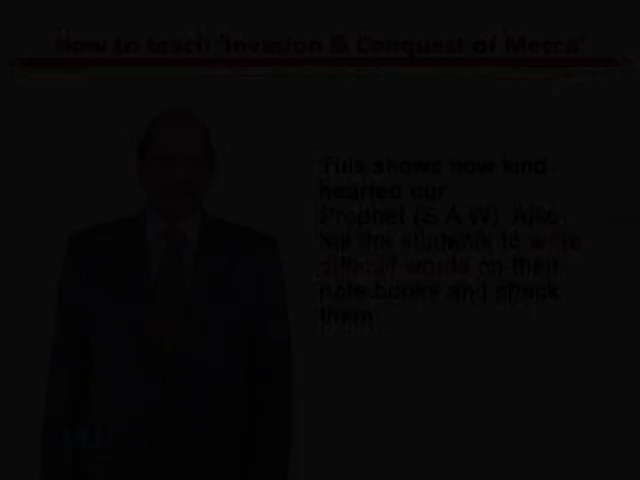 How to teach 'Invasion & Conquest of Mecca'
This shows how kind
hearted our
Prophet (S.A.W). Also
tell the students to write
difficult words on their
note books and check
them.